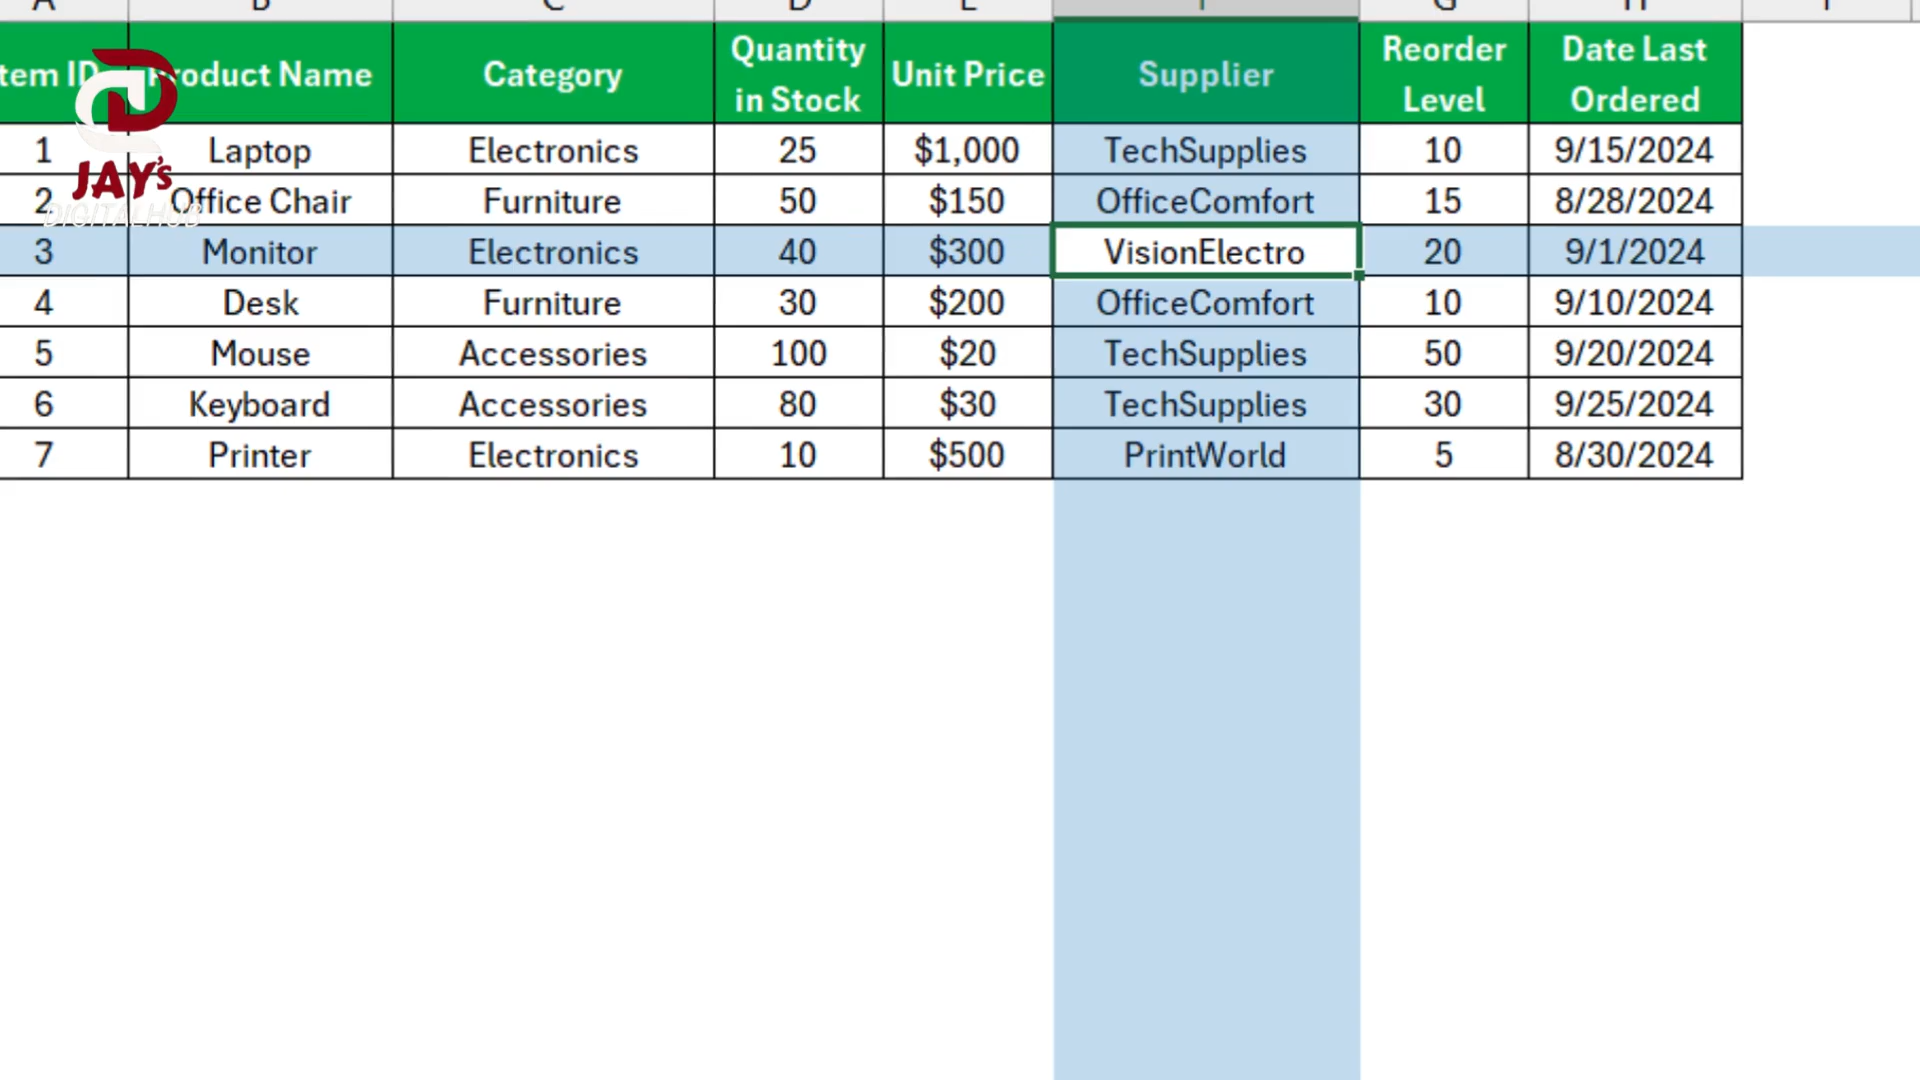 A B C D E F G H I
tem ID Product Name Category Quantity in Stock Unit Price Supplier Reorder Level Date Last Ordered
1 Laptop Electronics 25 $1,000 TechSupplies 10 9/15/2024
2 Office Chair Furniture 50 $150 OfficeComfort 15 8/28/2024
3 Monitor Electronics 40 $300 VisionElectro 20 9/1/2024
4 Desk Furniture 30 $200 OfficeComfort 10 9/10/2024
5 Mouse Accessories 100 $20 TechSupplies 50 9/20/2024
6 Keyboard Accessories 80 $30 TechSupplies 30 9/25/2024
7 Printer Electronics 10 $500 PrintWorld 5 8/30/2024
JAY's
DIGITAL HUB